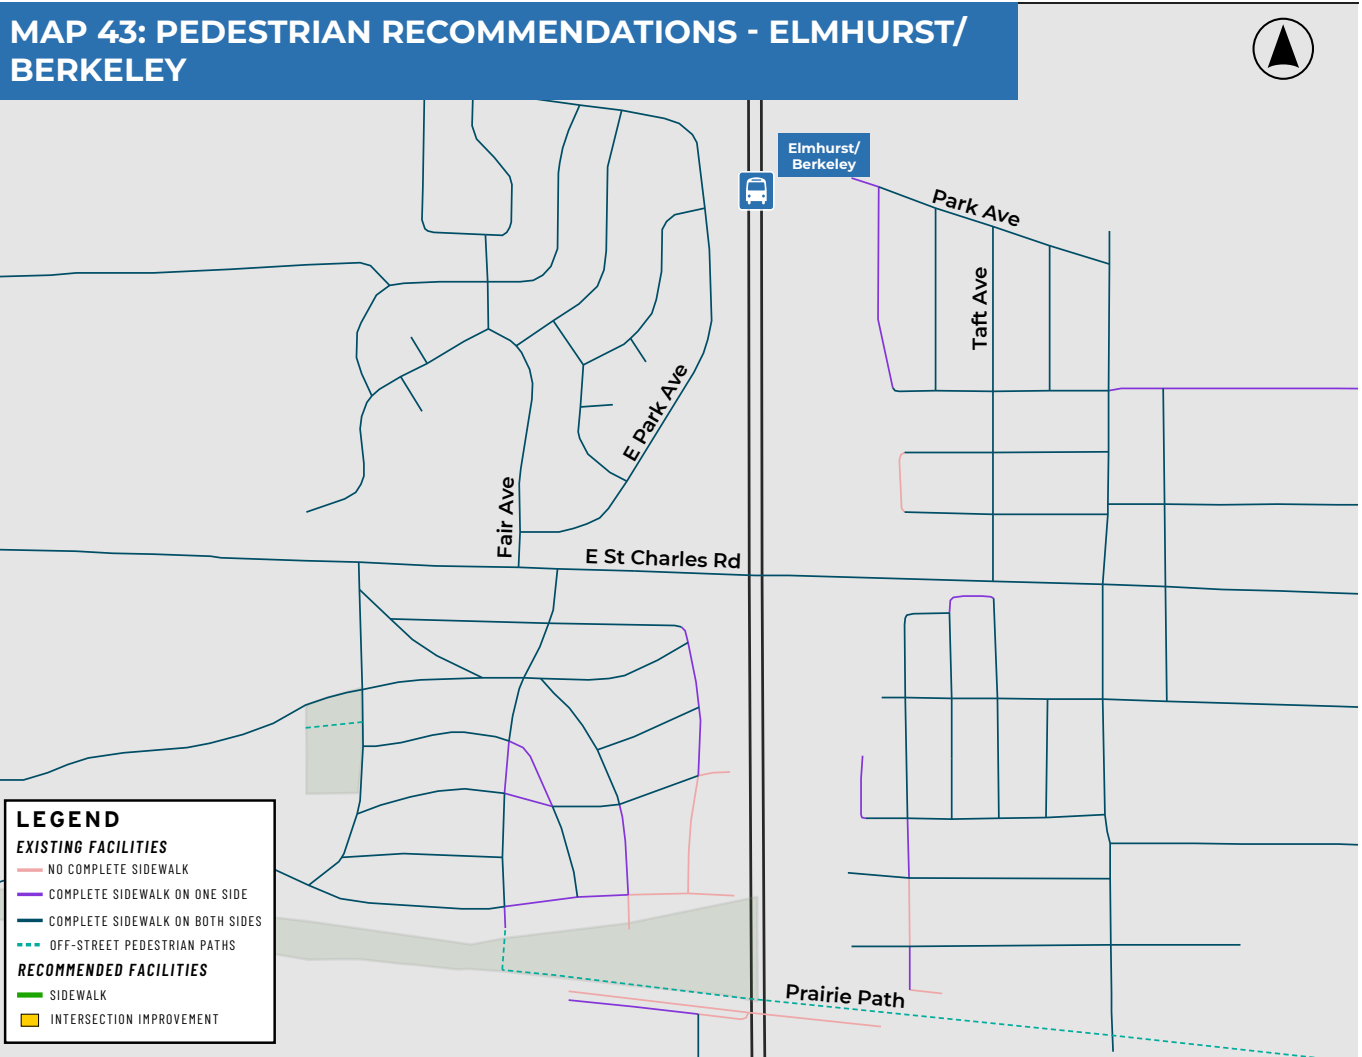 MAP 43: PEDESTRIAN RECOMMENDATIONS - ELMHURST/
BERKELEY
Elmhurst/
Berkeley
Park Ave
Taft Ave
E Park Ave
Fair Ave
E St Charles Rd
LEGEND
EXISTING FACILITIES
NO COMPLETE SIDEWALK
COMPLETE SIDEWALK ON ONE SIDE
COMPLETE SIDEWALK ON BOTH SIDES
OFF-STREET PEDESTRIAN PATHS
RECOMMENDED FACILITIES
SIDEWALK
INTERSECTION IMPROVEMENT
Prairie Path